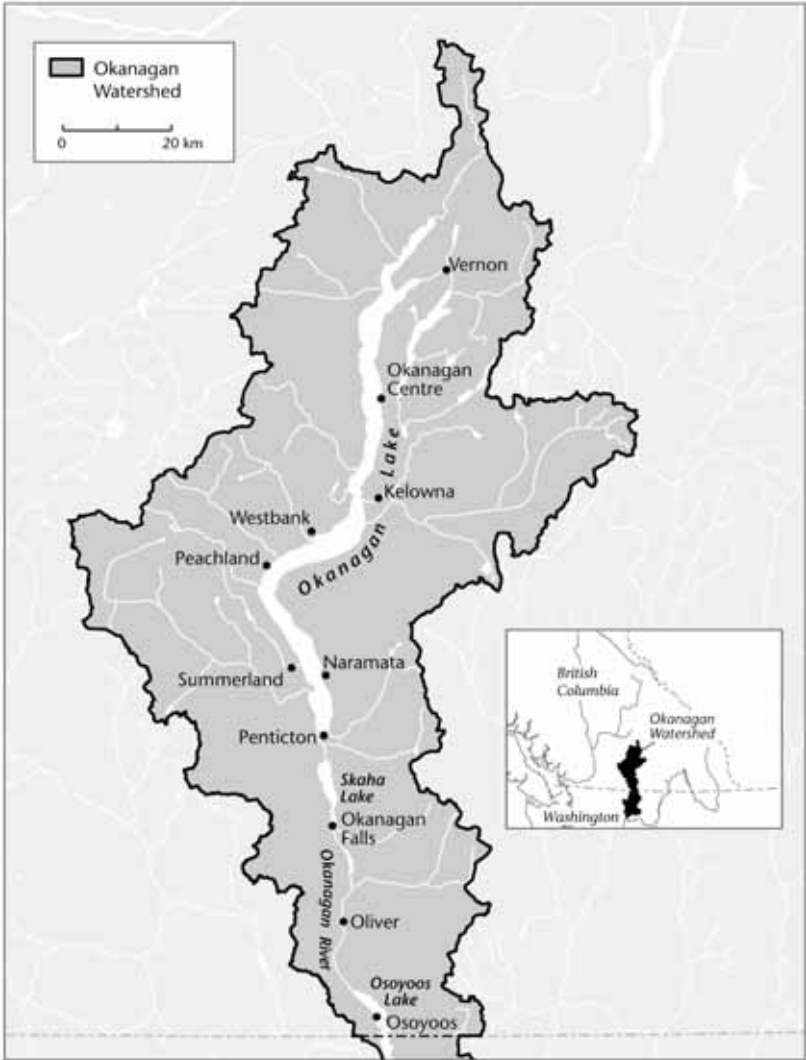 Okanagan
Watershed
0 20 km
Vernon
Okanagan
Centre
Okanagan Lake
Kelowna
Westbank
Peachland
Naramata
Summerland
Penticton
Skaha
Lake
Okanagan
Falls
Okanagan River
Oliver
Osoyoos
Lake
Osoyoos
British
Columbia
Okanagan
Watershed
Washington